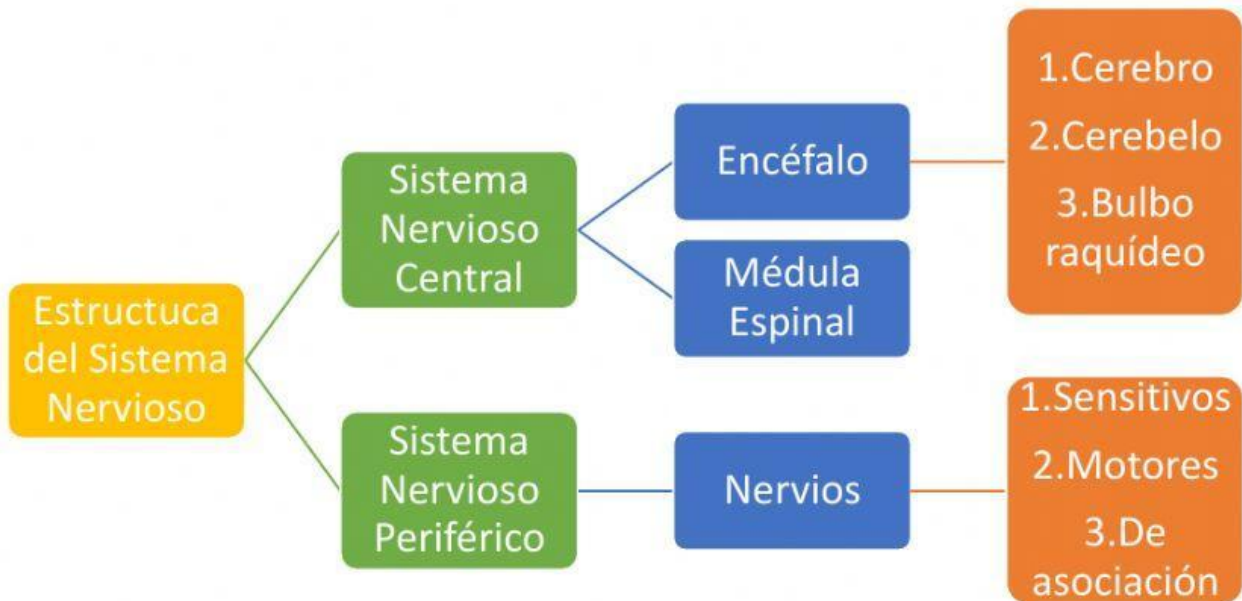 Estructuca
del Sistema
Nervioso
Sistema
Nervioso
Central
Encéfalo
Médula
Espinal
1.Cerebro
2.Cerebelo
3.Bulbo
raquídeo
Sistema
Nervioso
Periférico
Nervios
1.Sensitivos
2.Motores
3.De
asociación